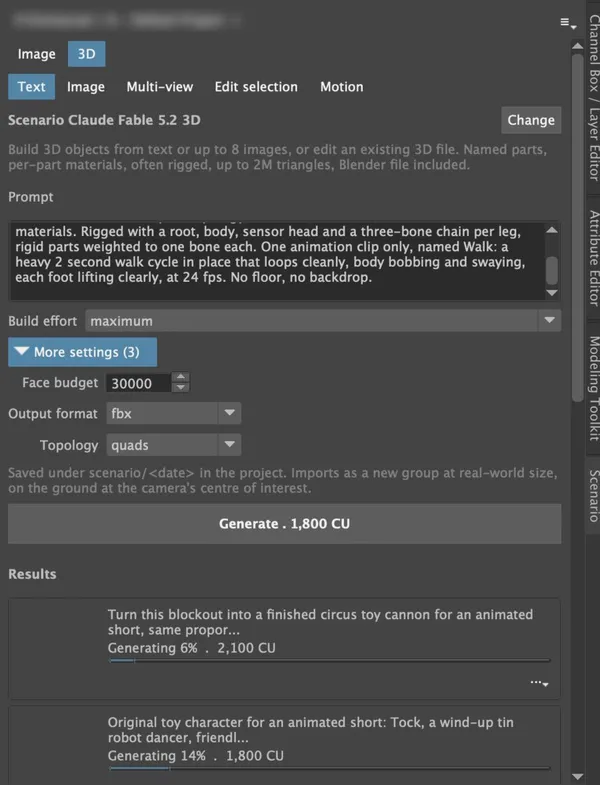 Image 3D
Text Image Multi-view Edit selection Motion
Scenario Claude Fable 5.2 3D
Change
Build 3D objects from text or up to 8 images, or edit an existing 3D file. Named parts,
per-part materials, often rigged, up to 2M triangles, Blender file included.
Prompt
materials. Rigged with a root, body, sensor head and a three-bone chain per leg,
rigid parts weighted to one bone each. One animation clip only, named Walk: a
heavy 2 second walk cycle in place that loops cleanly, body bobbing and swaying,
each foot lifting clearly, at 24 fps. No floor, no backdrop.
Build effort maximum
More settings (3)
Face budget 30000
Output format fbx
Topology quads
Saved under scenario/<date> in the project. Imports as a new group at real-world size,
on the ground at the camera's centre of interest.
Generate . 1,800 CU
Results
Turn this blockout into a finished circus toy cannon for an animated
short, same propor...
Generating 6% . 2,100 CU
Original toy character for an animated short: Tock, a wind-up tin
robot dancer, friendl...
Generating 14% . 1,800 CU
Channel Box / Layer Editor
Attribute Editor
Modeling Toolkit
Scenario